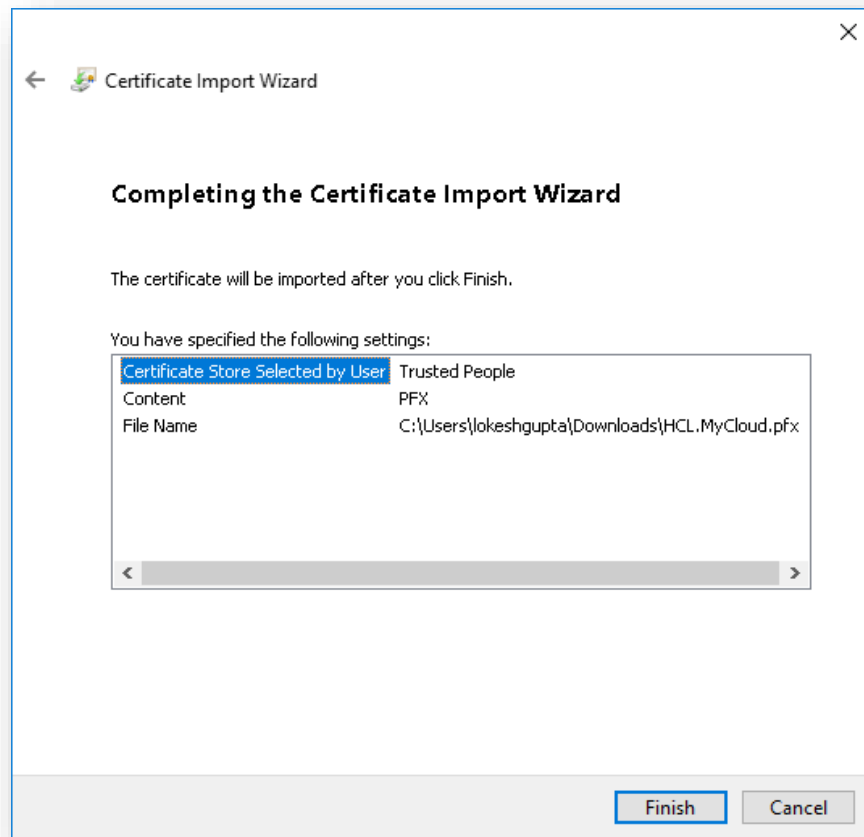 Certificate Import Wizard
Completing the Certificate Import Wizard
The certificate will be imported after you click Finish.
You have specified the following settings:
Certificate Store Selected by User Trusted People
Content PFX
File Name C:\Users\lokeshgupta\Downloads\HCL.MyCloud.pfx
Finish Cancel